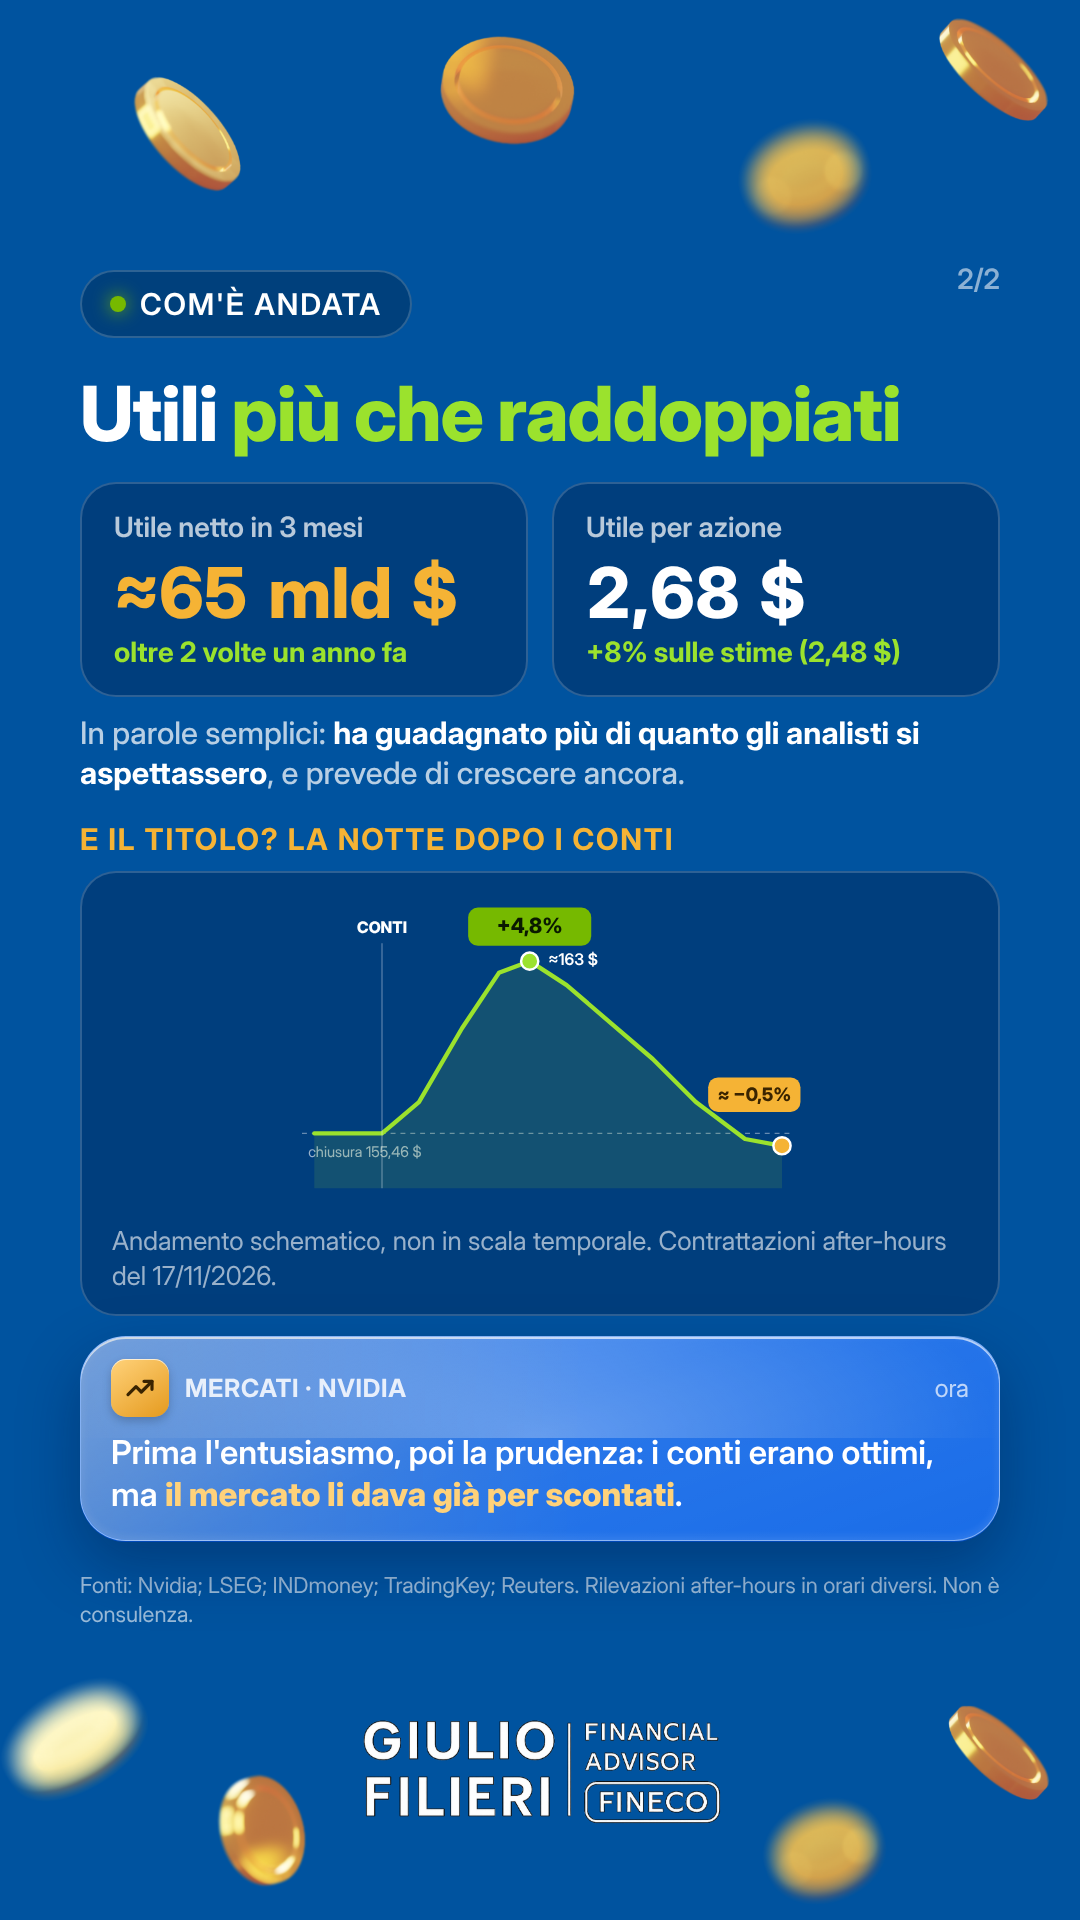 2/2
COM'È ANDATA
Utili più che raddoppiati
Utile netto in 3 mesi
≈65 mld $
oltre 2 volte un anno fa
Utile per azione
2,68 $
+8% sulle stime (2,48 $)
In parole semplici: ha guadagnato più di quanto gli analisti si
aspettassero, e prevede di crescere ancora.
E IL TITOLO? LA NOTTE DOPO I CONTI
CONTI
+4,8%
≈163 $
≈ −0,5%
chiusura 155,46 $
Andamento schematico, non in scala temporale. Contrattazioni after-hours
del 17/11/2026.
MERCATI · NVIDIA
ora
Prima l'entusiasmo, poi la prudenza: i conti erano ottimi,
ma il mercato li dava già per scontati.
Fonti: Nvidia; LSEG; INDmoney; TradingKey; Reuters. Rilevazioni after-hours in orari diversi. Non è
consulenza.
GIULIO
FILIERI
FINANCIAL
ADVISOR
FINECO